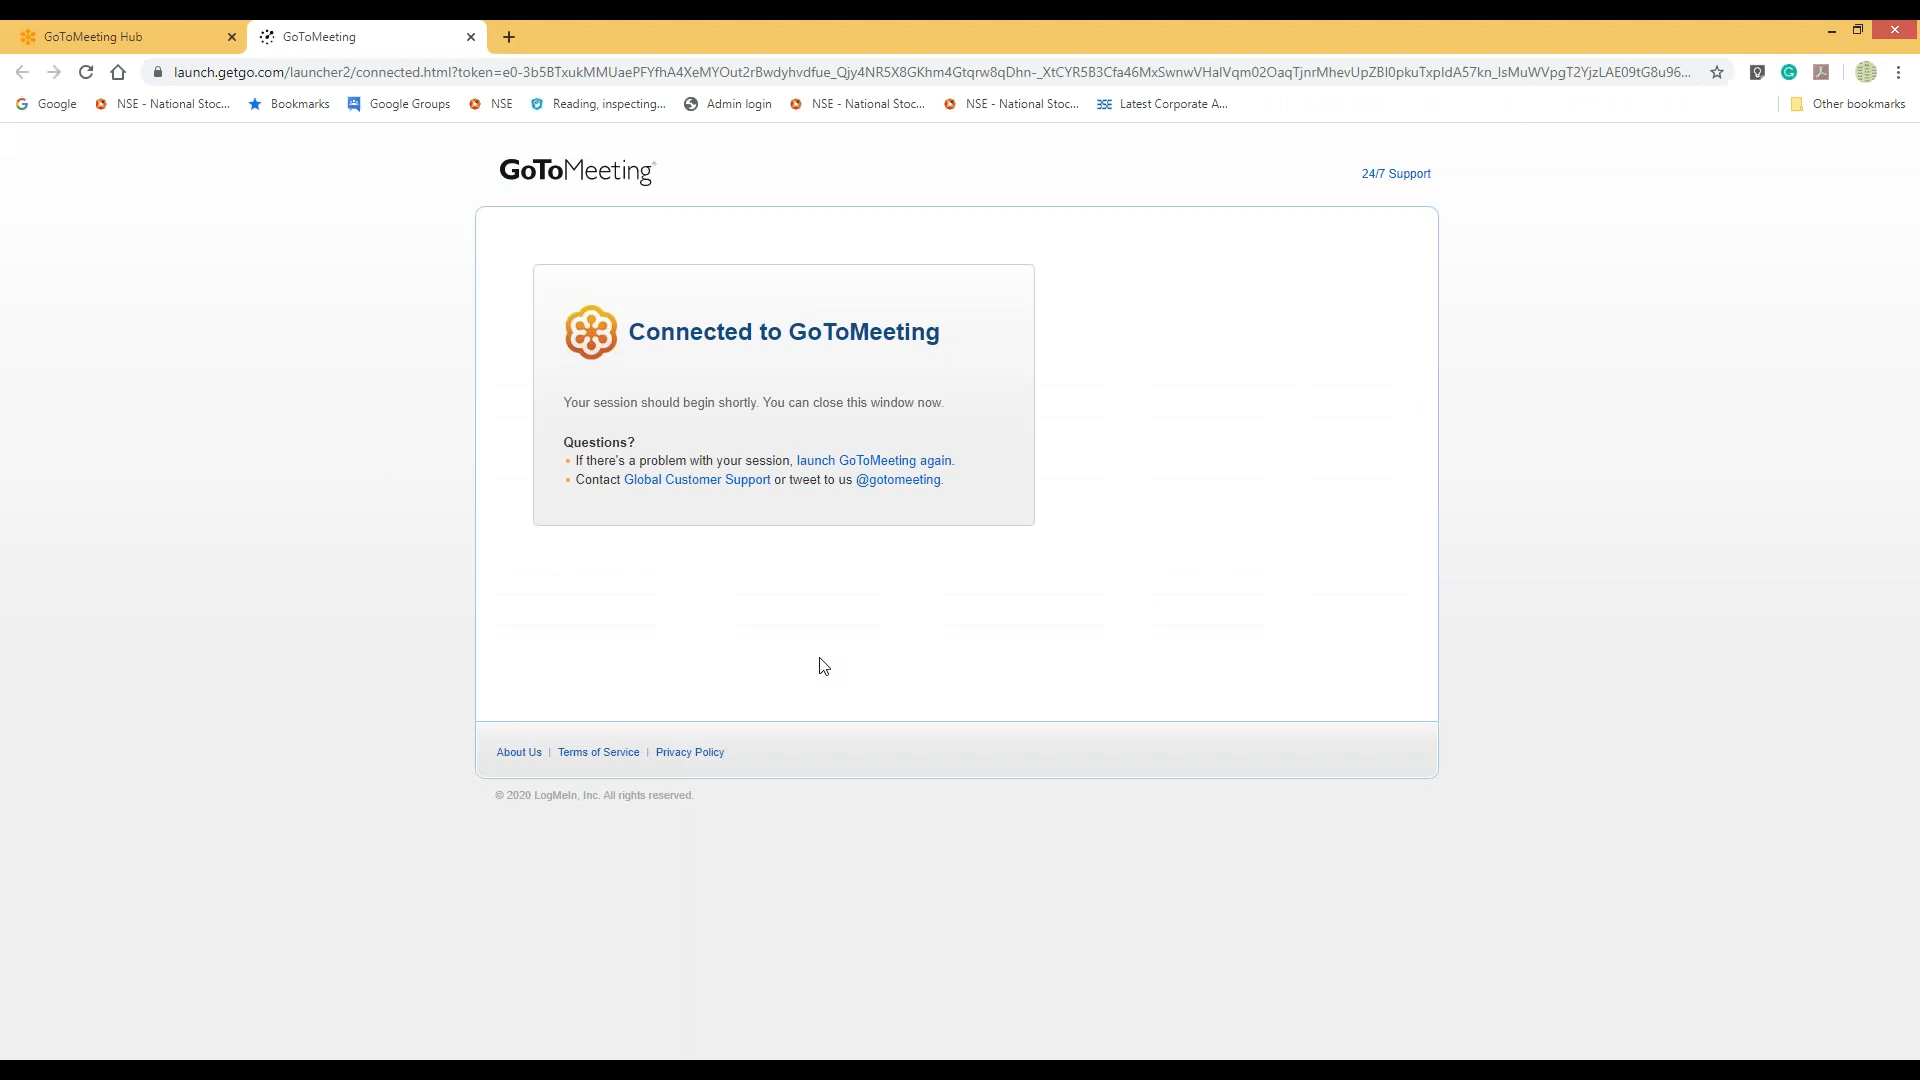 GoToMeeting Hub
GoToMeeting
launch.getgo.com/launcher2/connected.html?token=e0-3b5BTxukMMUaePFYfhA4XeMYOut2rBwdyhvdfue_Qjy4NR5X8GKhm4Gtqrw8qDhn-_XtCYR5B3Cfa46MxSwnwVHalVqm02OaqTjnrMhevUpZBl0pkuTxpldA57kn_lsMuWVpgT2YjzLAE09tG8u96...
Google NSE - National Stoc... Bookmarks Google Groups NSE Reading, inspecting... Admin login NSE - National Stoc... NSE - National Stoc... Latest Corporate A... Other bookmarks
GoToMeeting
24/7 Support
Connected to GoToMeeting
Your session should begin shortly. You can close this window now.
Questions?
If there's a problem with your session, launch GoToMeeting again.
Contact Global Customer Support or tweet to us @gotomeeting.
About Us | Terms of Service | Privacy Policy
© 2020 LogMeIn, Inc. All rights reserved.